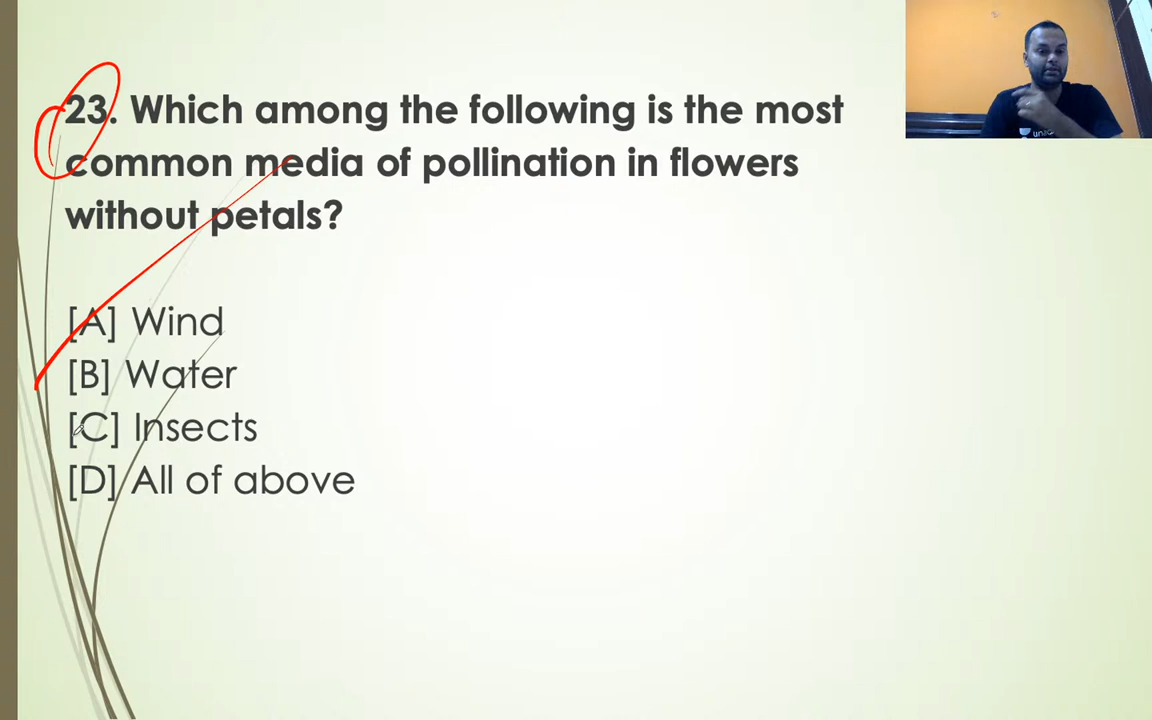 23. Which among the following is the most
common media of pollination in flowers
without petals?
[A] Wind
[B] Water
[C] Insects
[D] All of above